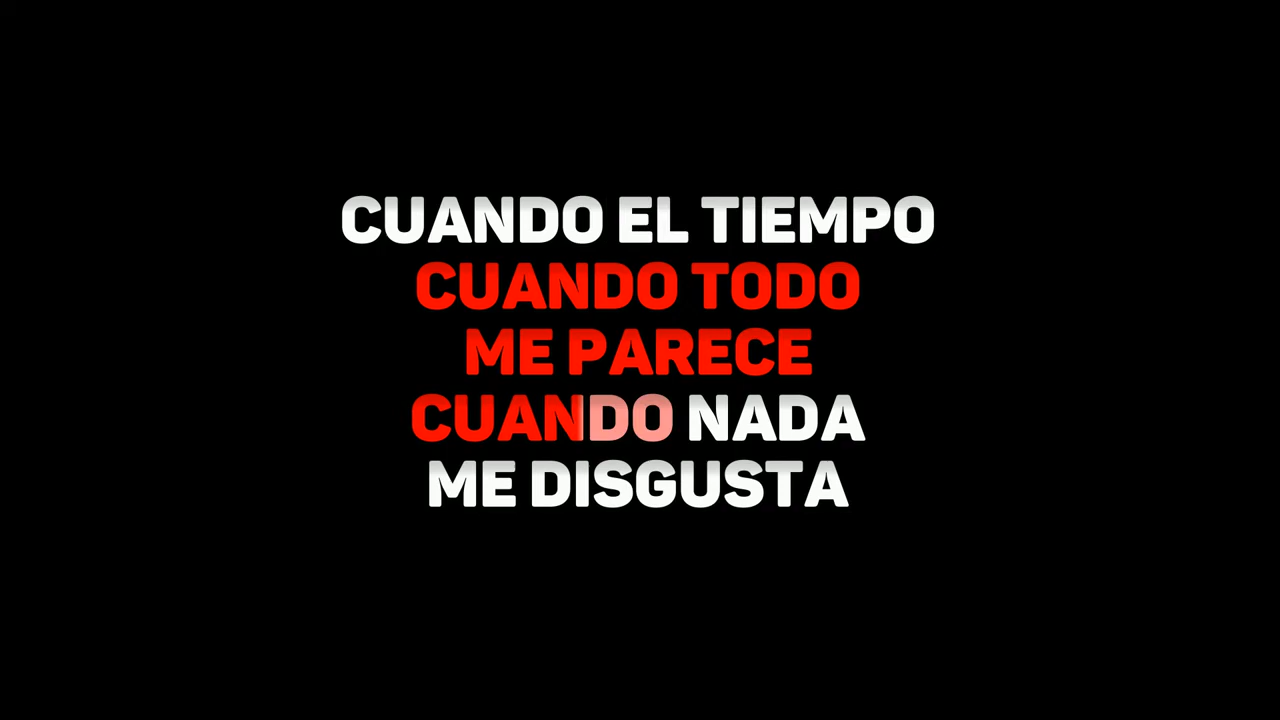 CUANDO EL TIEMPO
CUANDO TODO
ME PARECE
CUANDO NADA
ME DISGUSTA